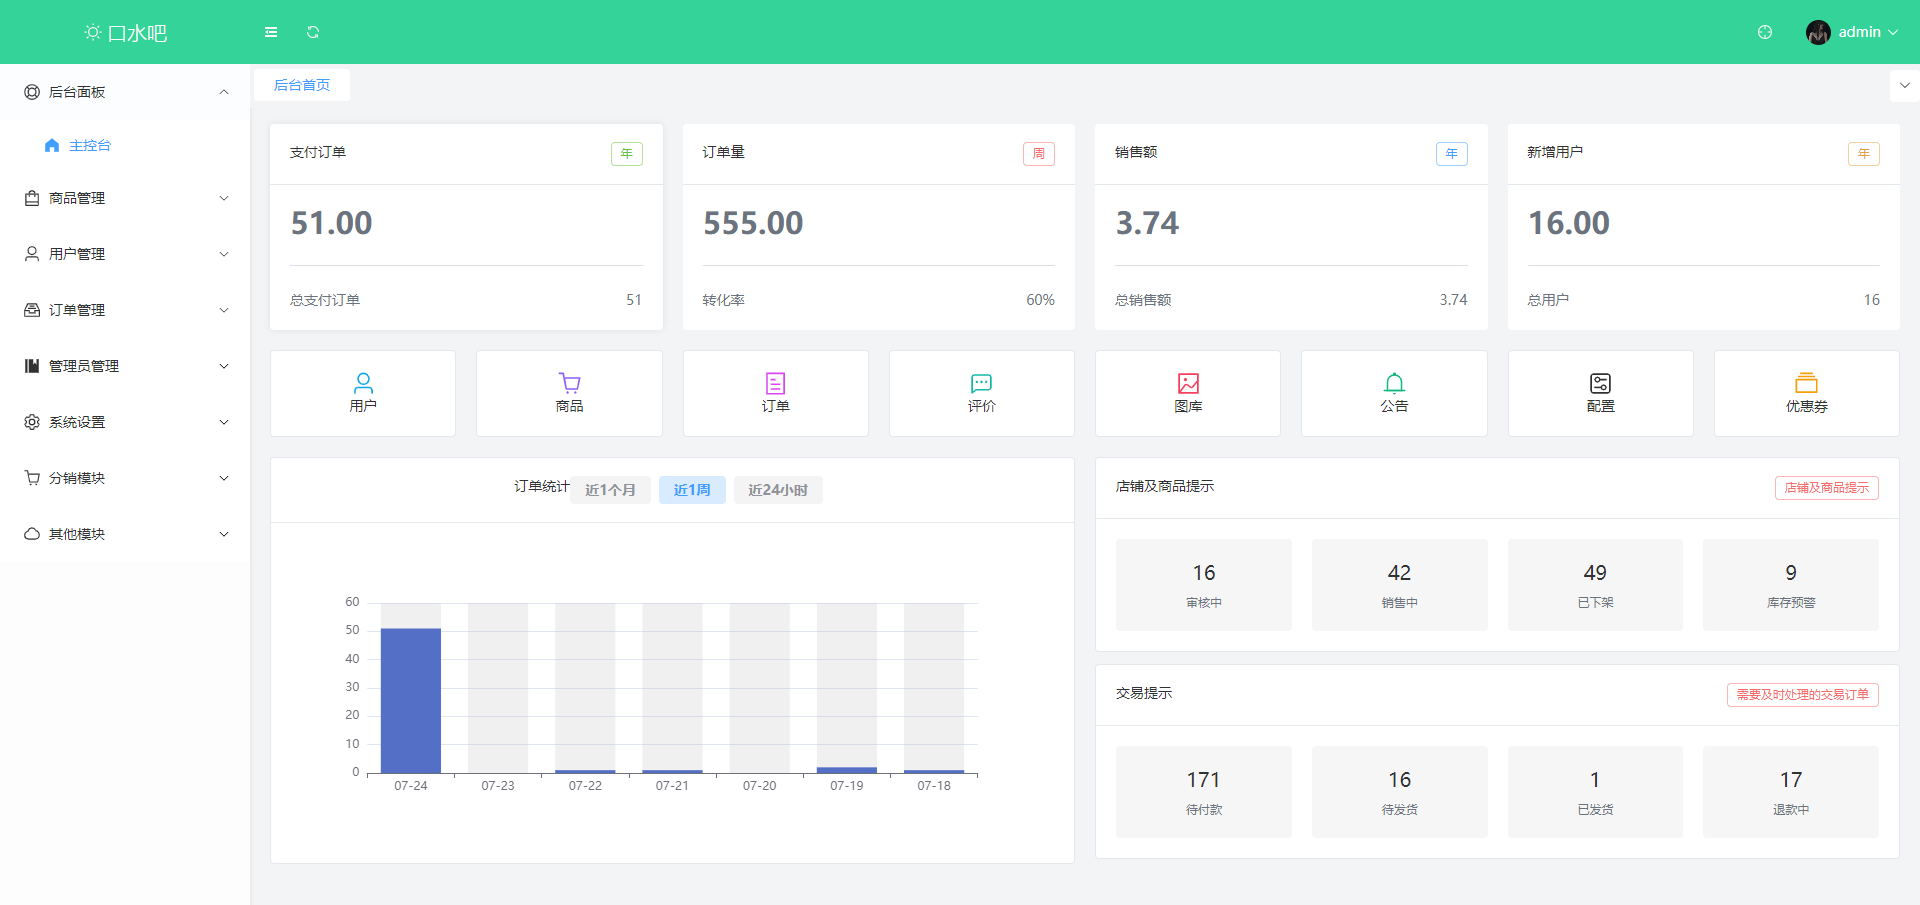 口水吧
admin
后台面板
主控台
商品管理
用户管理
订单管理
管理员管理
系统设置
分销模块
其他模块
后台首页
支付订单 年
51.00
总支付订单 51
订单量 周
555.00
转化率 60%
销售额 年
3.74
总销售额 3.74
新增用户 年
16.00
总用户 16
用户
商品
订单
评价
图库
公告
配置
优惠券
订单统计 近1个月 近1周 近24小时
60
50
40
30
20
10
0
07-24 07-23 07-22 07-21 07-20 07-19 07-18
店铺及商品提示 店铺及商品提示
16 42 49 9
审核中 销售中 已下架 库存预警
交易提示 需要及时处理的交易订单
171 16 1 17
待付款 待发货 已发货 退款中